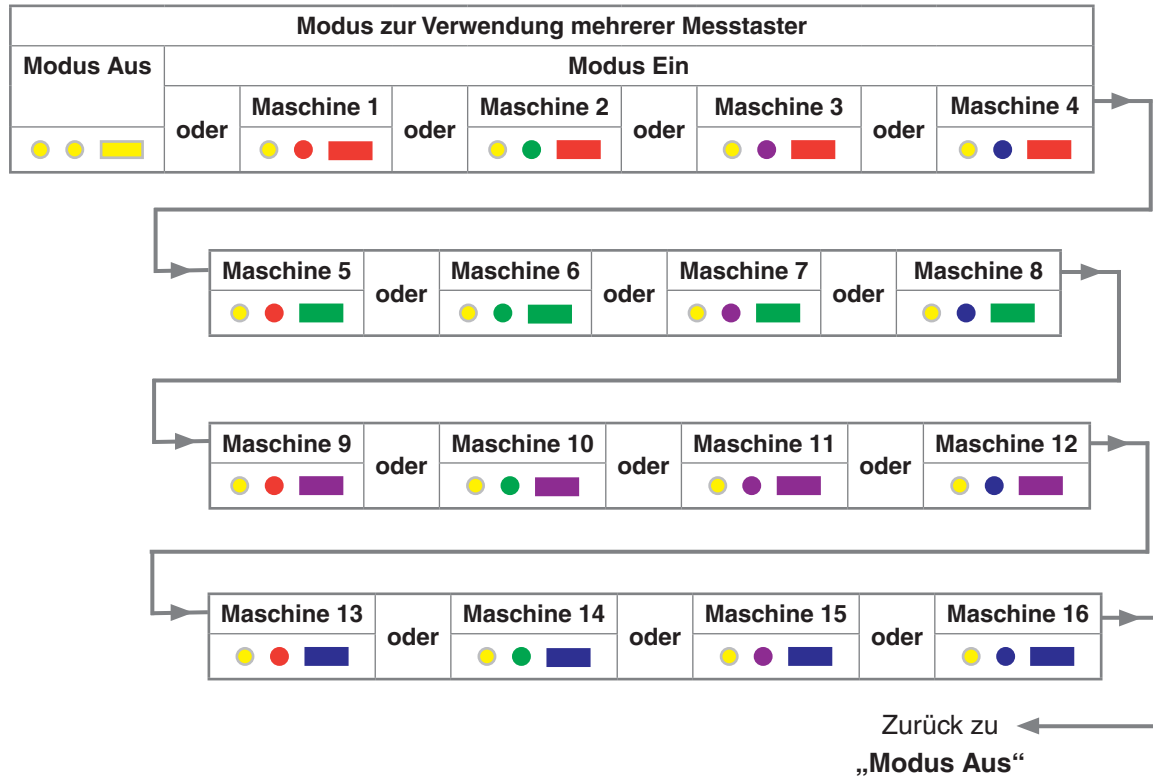 Modus zur Verwendung mehrerer Messtaster
Modus Aus
Modus Ein
oder
Maschine 1
oder
Maschine 2
oder
Maschine 3
oder
Maschine 4
Maschine 5
oder
Maschine 6
oder
Maschine 7
oder
Maschine 8
Maschine 9
oder
Maschine 10
oder
Maschine 11
oder
Maschine 12
Maschine 13
oder
Maschine 14
oder
Maschine 15
oder
Maschine 16
Zurück zu
„Modus Aus“